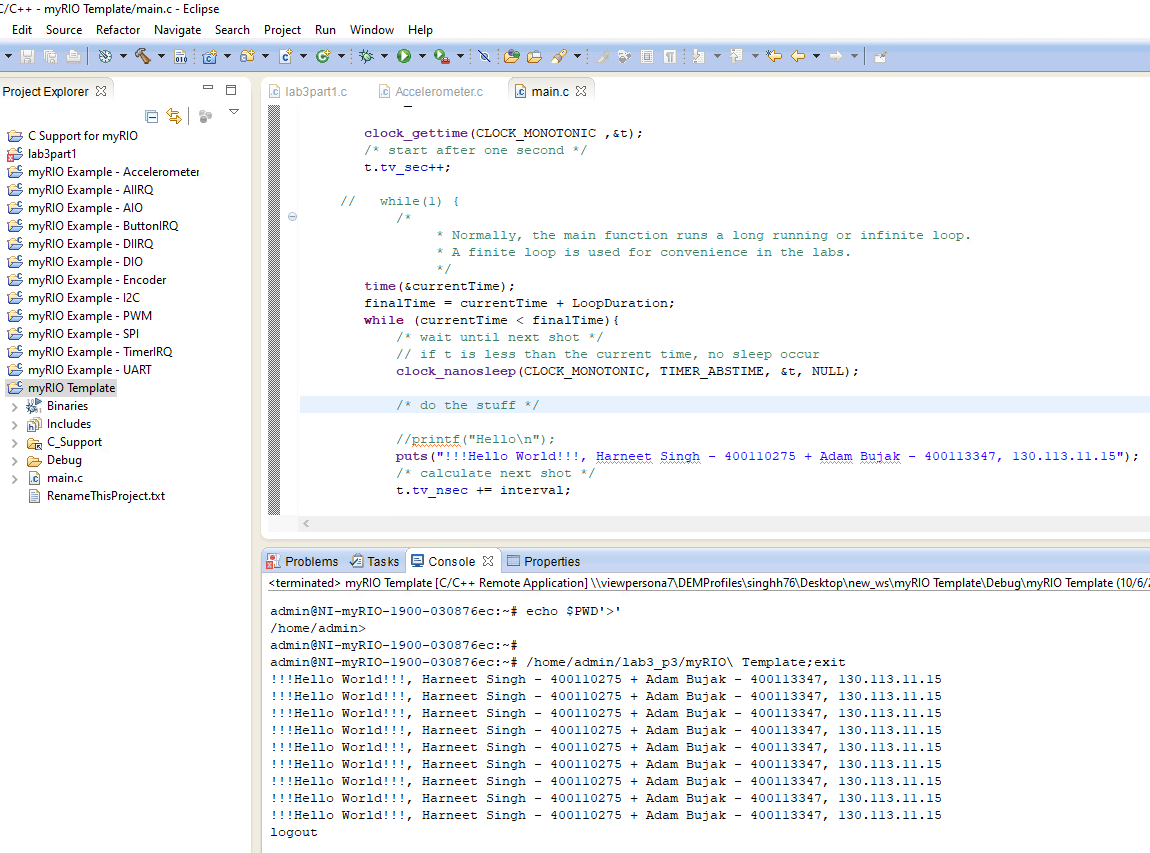 C/C++ - myRIO Template/main.c - Eclipse
Edit Source Refactor Navigate Search Project Run Window Help
Project Explorer
C Support for myRIO
lab3part1
myRIO Example - Accelerometer
myRIO Example - AIIRQ
myRIO Example - AIO
myRIO Example - ButtonIRQ
myRIO Example - DIIRQ
myRIO Example - DIO
myRIO Example - Encoder
myRIO Example - I2C
myRIO Example - PWM
myRIO Example - SPI
myRIO Example - TimerIRQ
myRIO Example - UART
myRIO Template
Binaries
Includes
C_Support
Debug
main.c
RenameThisProject.txt
lab3part1.c Accelerometer.c main.c
clock_gettime(CLOCK_MONOTONIC ,&t);
/* start after one second */
t.tv_sec++;
// while(1) {
/*
* Normally, the main function runs a long running or infinite loop.
* A finite loop is used for convenience in the labs.
*/
time(&currentTime);
finalTime = currentTime + LoopDuration;
while (currentTime < finalTime){
/* wait until next shot */
// if t is less than the current time, no sleep occur
clock_nanosleep(CLOCK_MONOTONIC, TIMER_ABSTIME, &t, NULL);
/* do the stuff */
//printf("Hello\n");
puts("!!!Hello World!!!, Harneet Singh - 400110275 + Adam Bujak - 400113347, 130.113.11.15");
/* calculate next shot */
t.tv_nsec += interval;
Problems Tasks Console Properties
<terminated> myRIO Template [C/C++ Remote Application] \\viewpersona7\DEMProfiles\singhh76\Desktop\new_ws\myRIO Template\Debug\myRIO Template (10/6/2
admin@NI-myRIO-1900-030876ec:~# echo $PWD'>'
/home/admin>
admin@NI-myRIO-1900-030876ec:~#
admin@NI-myRIO-1900-030876ec:~# /home/admin/lab3_p3/myRIO\ Template;exit
!!!Hello World!!!, Harneet Singh - 400110275 + Adam Bujak - 400113347, 130.113.11.15
!!!Hello World!!!, Harneet Singh - 400110275 + Adam Bujak - 400113347, 130.113.11.15
!!!Hello World!!!, Harneet Singh - 400110275 + Adam Bujak - 400113347, 130.113.11.15
!!!Hello World!!!, Harneet Singh - 400110275 + Adam Bujak - 400113347, 130.113.11.15
!!!Hello World!!!, Harneet Singh - 400110275 + Adam Bujak - 400113347, 130.113.11.15
!!!Hello World!!!, Harneet Singh - 400110275 + Adam Bujak - 400113347, 130.113.11.15
!!!Hello World!!!, Harneet Singh - 400110275 + Adam Bujak - 400113347, 130.113.11.15
!!!Hello World!!!, Harneet Singh - 400110275 + Adam Bujak - 400113347, 130.113.11.15
!!!Hello World!!!, Harneet Singh - 400110275 + Adam Bujak - 400113347, 130.113.11.15
logout